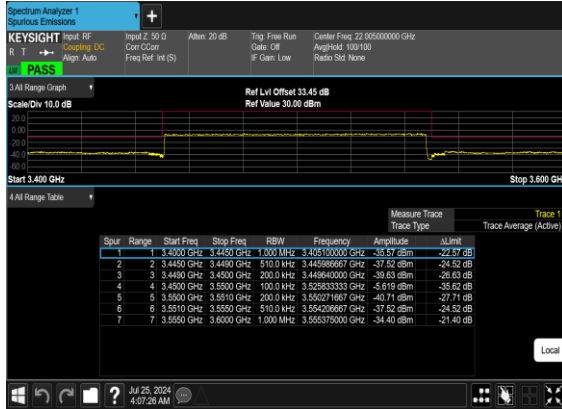 Spectrum Analyzer 1
Spurious Emissions
+
KEYSIGHT Input: RF Input Z: 50 Ω Atten: 20 dB Trig: Free Run Center Freq: 22.005000000 GHz
R T Coupling: DC Corr CCorr Gate: Off Avg|Hold: 100/100
Align: Auto Freq Ref: Int (S) IF Gain: Low Radio Std: None
PASS
3 All Range Graph Ref Lvl Offset 33.45 dB
Scale/Div 10.0 dB Ref Value 30.00 dBm
20.0
0.00
-20.0
-40.0
-60.0
Start 3.400 GHz Stop 3.600 GH
4 All Range Table
Measure Trace Trace 1
Trace Type Trace Average (Active)
Spur Range Start Freq Stop Freq RBW Frequency Amplitude ΔLimit
1 1 3.4000 GHz 3.4450 GHz 1.000 MHz 3.405100000 GHz -35.57 dBm -22.57 dB
2 2 3.4450 GHz 3.4490 GHz 510.0 kHz 3.445986667 GHz -37.52 dBm -24.52 dB
3 3 3.4490 GHz 3.4500 GHz 200.0 kHz 3.449640000 GHz -39.63 dBm -26.63 dB
4 4 3.4500 GHz 3.5500 GHz 100.0 kHz 3.525833333 GHz -5.619 dBm -35.62 dB
5 5 3.5500 GHz 3.5510 GHz 200.0 kHz 3.550271667 GHz -40.71 dBm -27.71 dB
6 6 3.5510 GHz 3.5550 GHz 510.0 kHz 3.554206667 GHz -37.52 dBm -24.52 dB
7 7 3.5550 GHz 3.6000 GHz 1.000 MHz 3.555375000 GHz -34.40 dBm -21.40 dB
Local
? Jul 25, 2024
4:07:26 AM